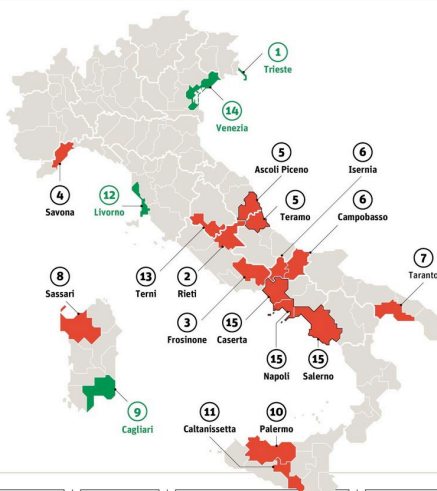 1
Trieste
14
Venezia
5
Ascoli Piceno
6
Isernia
4
Savona
12
Livorno
5
Teramo
6
Campobasso
7
Taranto
8
Sassari
13
Terni
2
Rieti
3
Frosinone
15
Caserta
15
Napoli
15
Salerno
9
Cagliari
11
Caltanissetta
10
Palermo